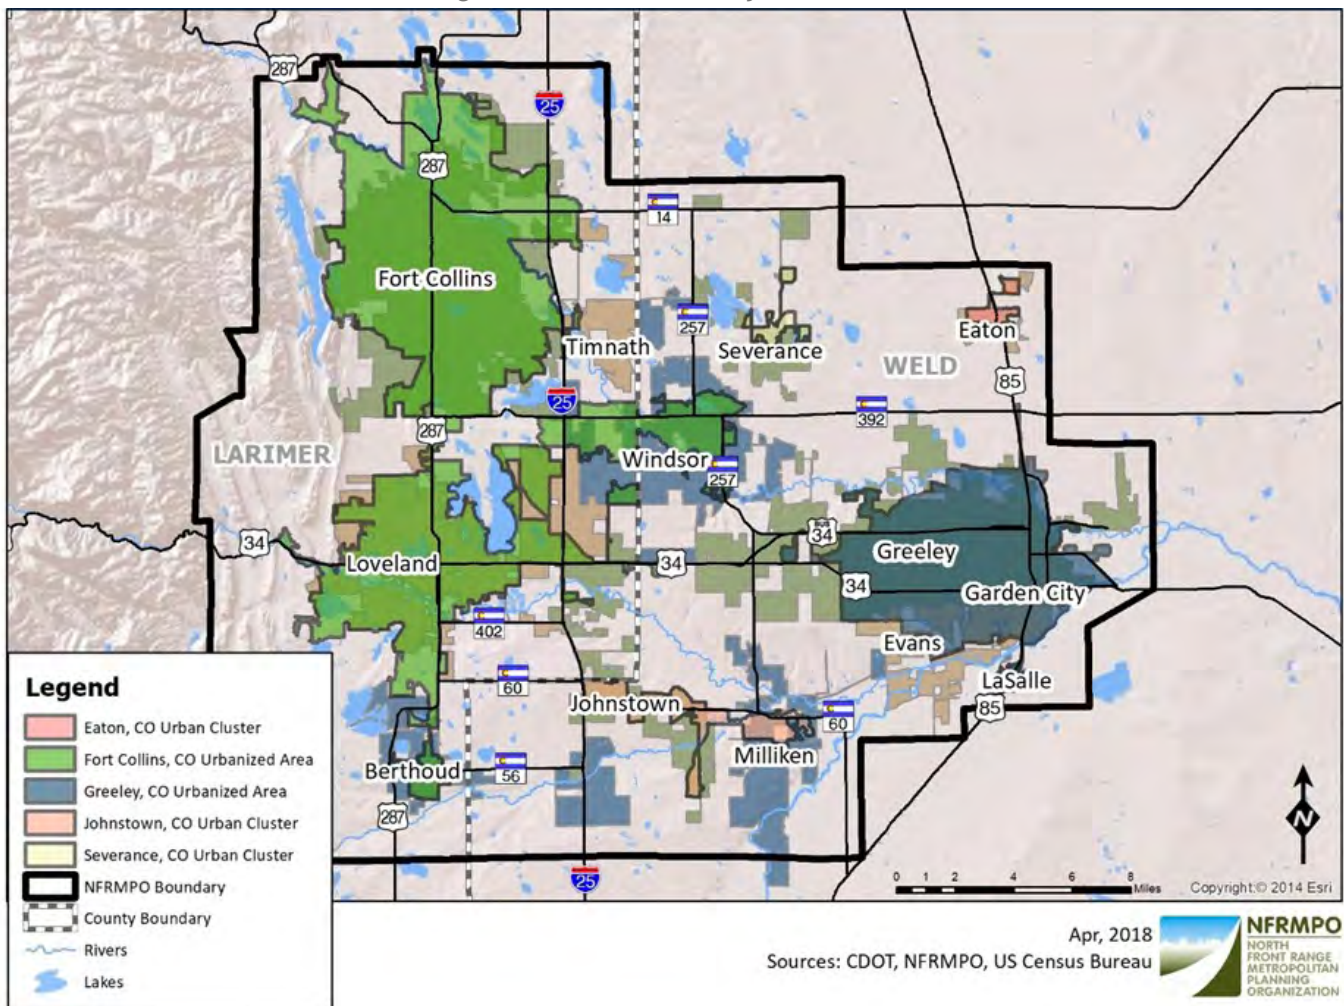 287
25
287
14
Fort Collins
257
Timnath
Severance
Eaton
WELD
85
25
392
287
LARIMER
Windsor
257
34
BUS
34
Greeley
Loveland
34
34
Garden City
402
Evans
60
LaSalle
Johnstown
85
60
Milliken
Berthoud
56
287
25
N
0 1 2 4 6 8
Miles
Copyright:© 2014 Esri
Legend
Eaton, CO Urban Cluster
Fort Collins, CO Urbanized Area
Greeley, CO Urbanized Area
Johnstown, CO Urban Cluster
Severance, CO Urban Cluster
NFRMPO Boundary
County Boundary
Rivers
Lakes
Apr, 2018
Sources: CDOT, NFRMPO, US Census Bureau
NFRMPO
NORTH
FRONT RANGE
METROPOLITAN
PLANNING
ORGANIZATION